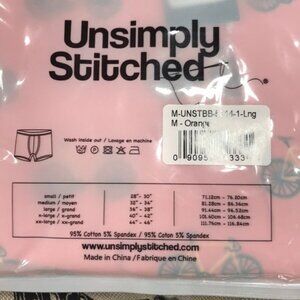 Unsimply
Stitched
M-UNSTBB-
-1-Lng
M - Orange
Wash inside out / Lavage en machine
small / petit 28" - 30" 71.12cm - 76.20cm
medium / moyen 32" - 34" 81.28cm - 86.36cm
large / grand 36" - 38" 91.44cm - 96.52cm
x-large / x-grand 40" - 42" 101.60cm - 106.68cm
xx-large / xx-grand 44" - 46" 111.76cm - 116.84cm
95% Cotton 5% Spandex / 95% Coton 5% Spandex
www.unsimplystitched.com
Made in China / Fabrique en Chine